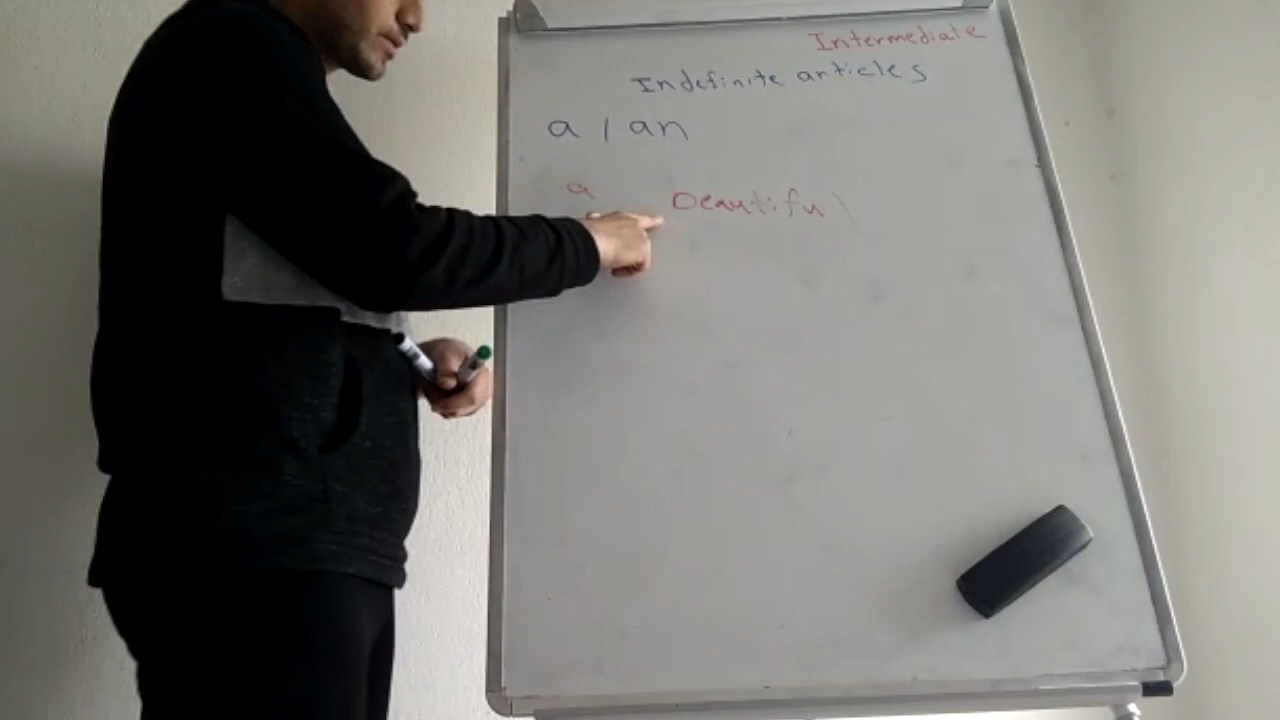 Intermediate
Indefinite articles
a / an
a beautiful